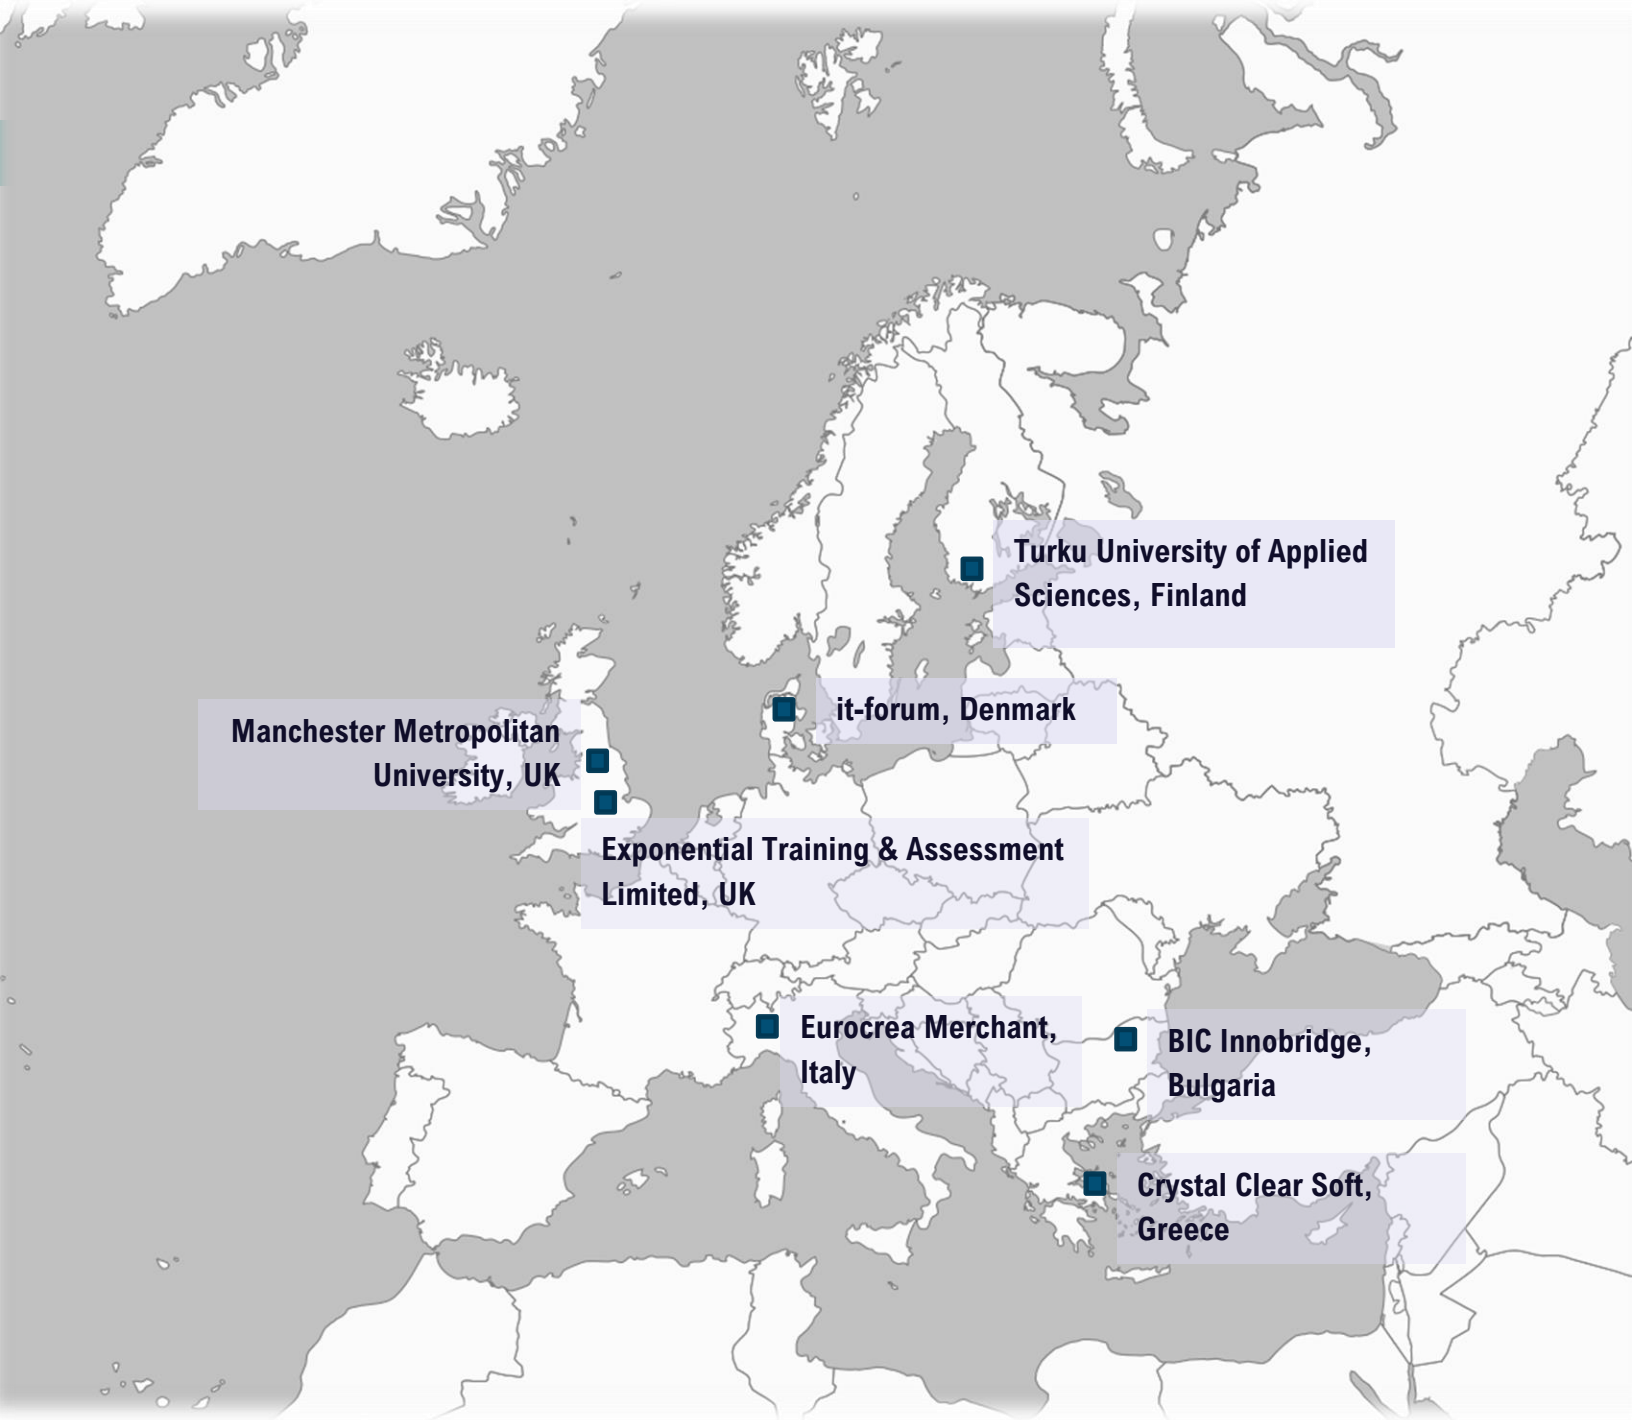 Turku University of Applied
Sciences, Finland
it-forum, Denmark
Manchester Metropolitan
University, UK
Exponential Training & Assessment
Limited, UK
Eurocrea Merchant,
Italy
BIC Innobridge,
Bulgaria
Crystal Clear Soft,
Greece